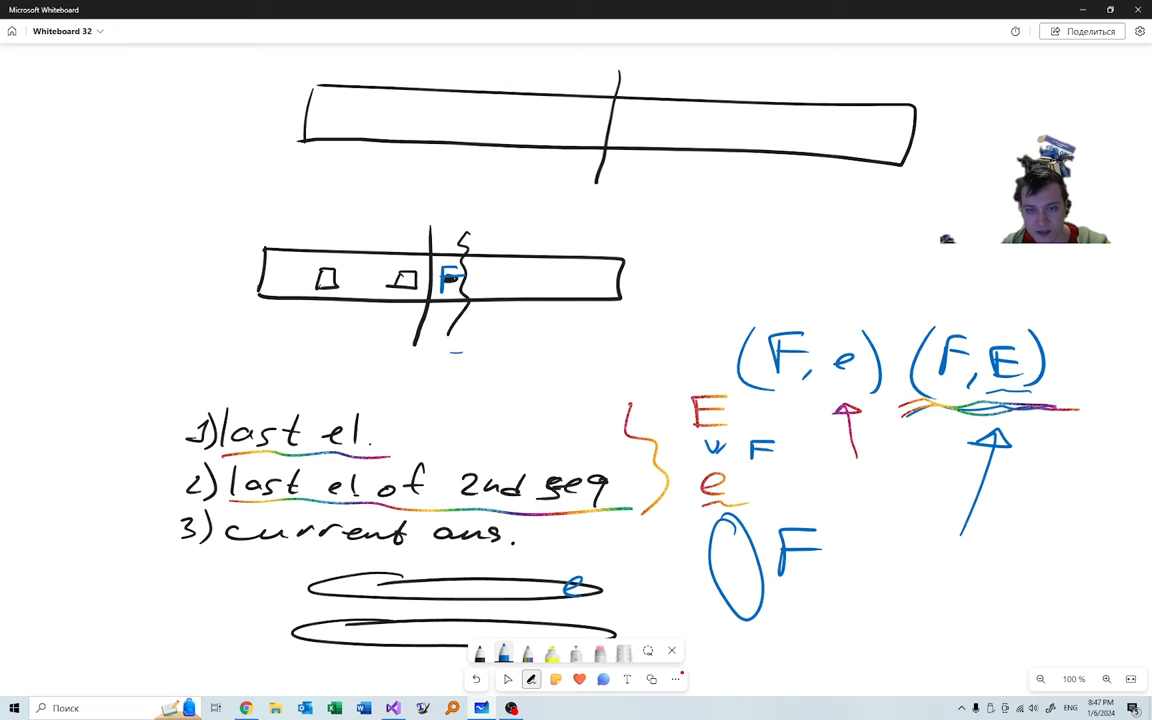 Microsoft Whiteboard
Whiteboard 32
Поделиться
F
(F, e) (F, E)
E
F
e
1) last el.
2) last el of 2nd seq
3) current ans.
F
e
100 %
Поиск
ENG
8:47 PM
1/6/2024
5